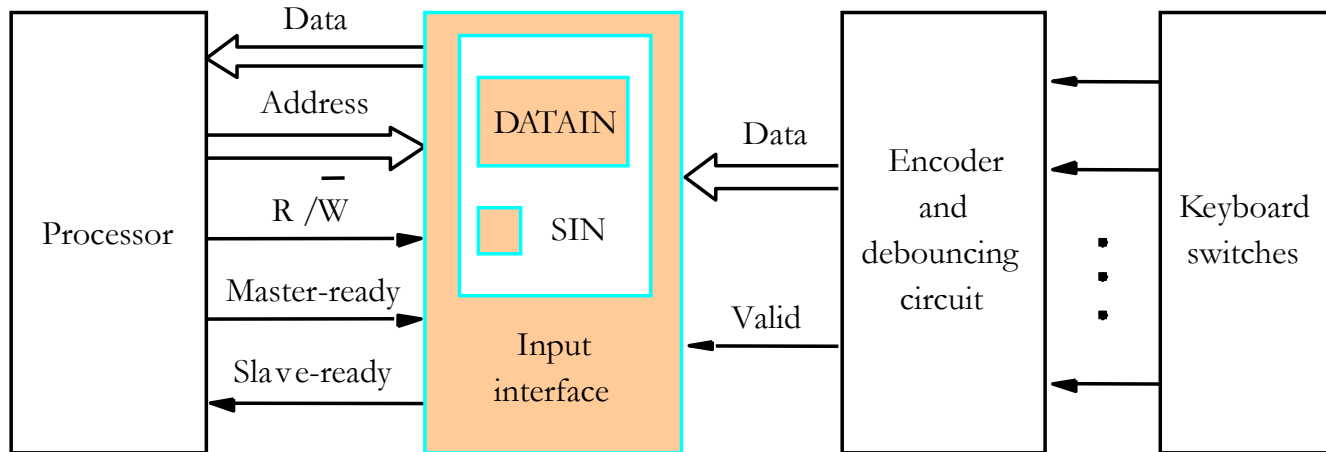 Processor
Data
Address
R /W̅
Master-ready
Slave-ready
DATAIN
SIN
Input
interface
Data
Valid
Encoder
and
debouncing
circuit
Keyboard
switches